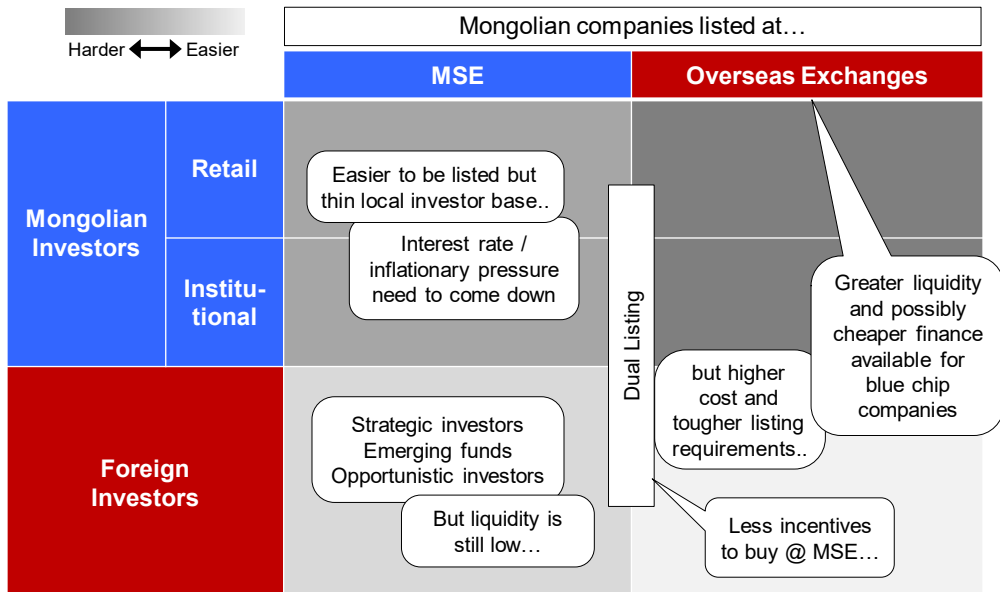 Harder Easier
Mongolian companies listed at…
MSE
Overseas Exchanges
Mongolian
Investors
Retail
Easier to be listed but
thin local investor base..
Interest rate /
inflationary pressure
need to come down
Institu-
tional
Dual Listing
Greater liquidity
and possibly
cheaper finance
available for
blue chip
companies
but higher
cost and
tougher listing
requirements..
Foreign
Investors
Strategic investors
Emerging funds
Opportunistic investors
But liquidity is
still low…
Less incentives
to buy @ MSE…